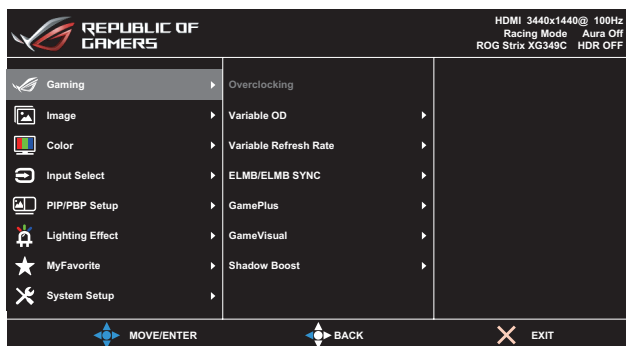 REPUBLIC OF
GAMERS
HDMI 3440x1440@ 100Hz
Racing Mode Aura Off
ROG Strix XG349C HDR OFF
Gaming
Image
Color
Input Select
PIP/PBP Setup
Lighting Effect
MyFavorite
System Setup
Overclocking
Variable OD
Variable Refresh Rate
ELMB/ELMB SYNC
GamePlus
GameVisual
Shadow Boost
MOVE/ENTER
BACK
EXIT